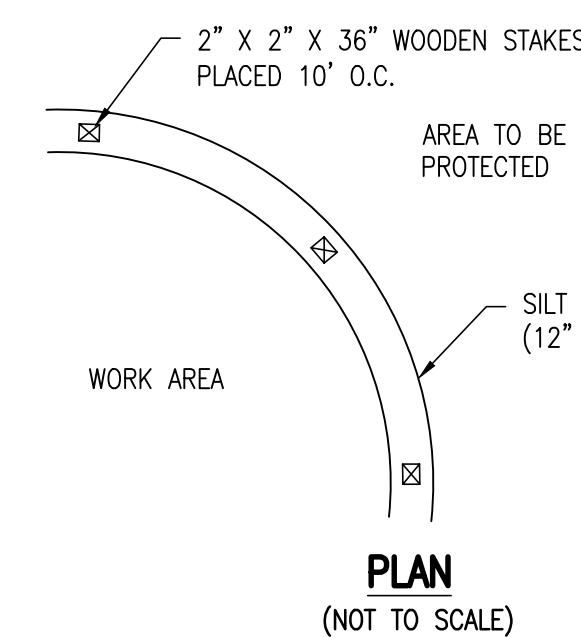 2" X 2" X 36" WOODEN STAKES
PLACED 10' O.C.
AREA TO BE
PROTECTED
SILT
(12"
WORK AREA
PLAN
(NOT TO SCALE)